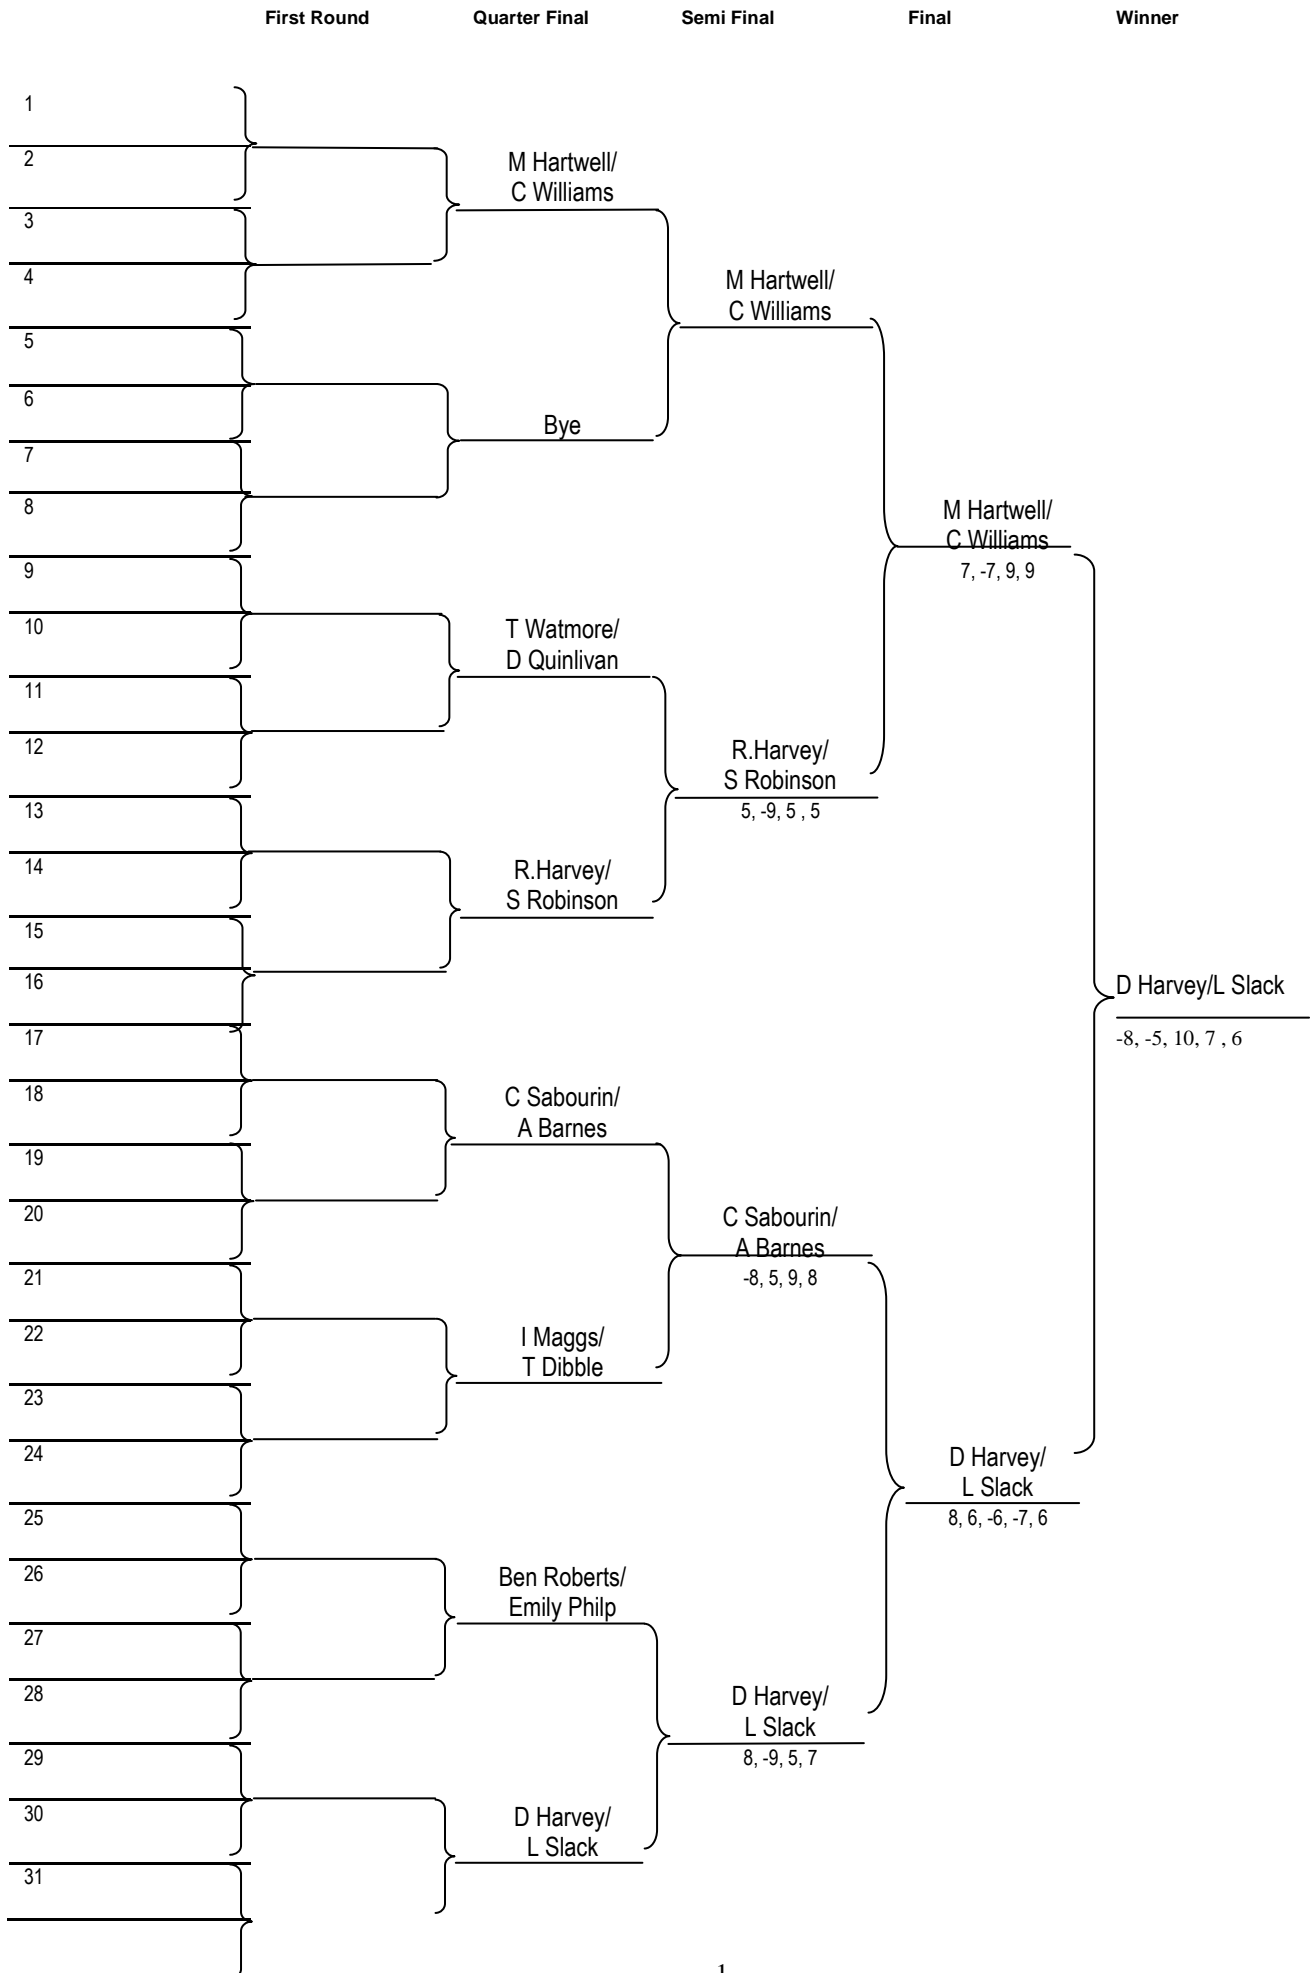 First Round Quarter Final Semi Final Final Winner
1
2
M Hartwell/
C Williams
3
4
M Hartwell/
C Williams
5
6
Bye
7
8
M Hartwell/
C Williams
7, -7, 9, 9
9
10
T Watmore/
D Quinlivan
11
12
R.Harvey/
S Robinson
5, -9, 5 , 5
13
14
R.Harvey/
S Robinson
15
16
D Harvey/L Slack
-8, -5, 10, 7 , 6
17
18
C Sabourin/
A Barnes
19
20
C Sabourin/
A Barnes
-8, 5, 9, 8
21
22
I Maggs/
T Dibble
23
24
D Harvey/
L Slack
8, 6, -6, -7, 6
25
26
Ben Roberts/
Emily Philp
27
28
D Harvey/
L Slack
8, -9, 5, 7
29
30
D Harvey/
L Slack
31
1